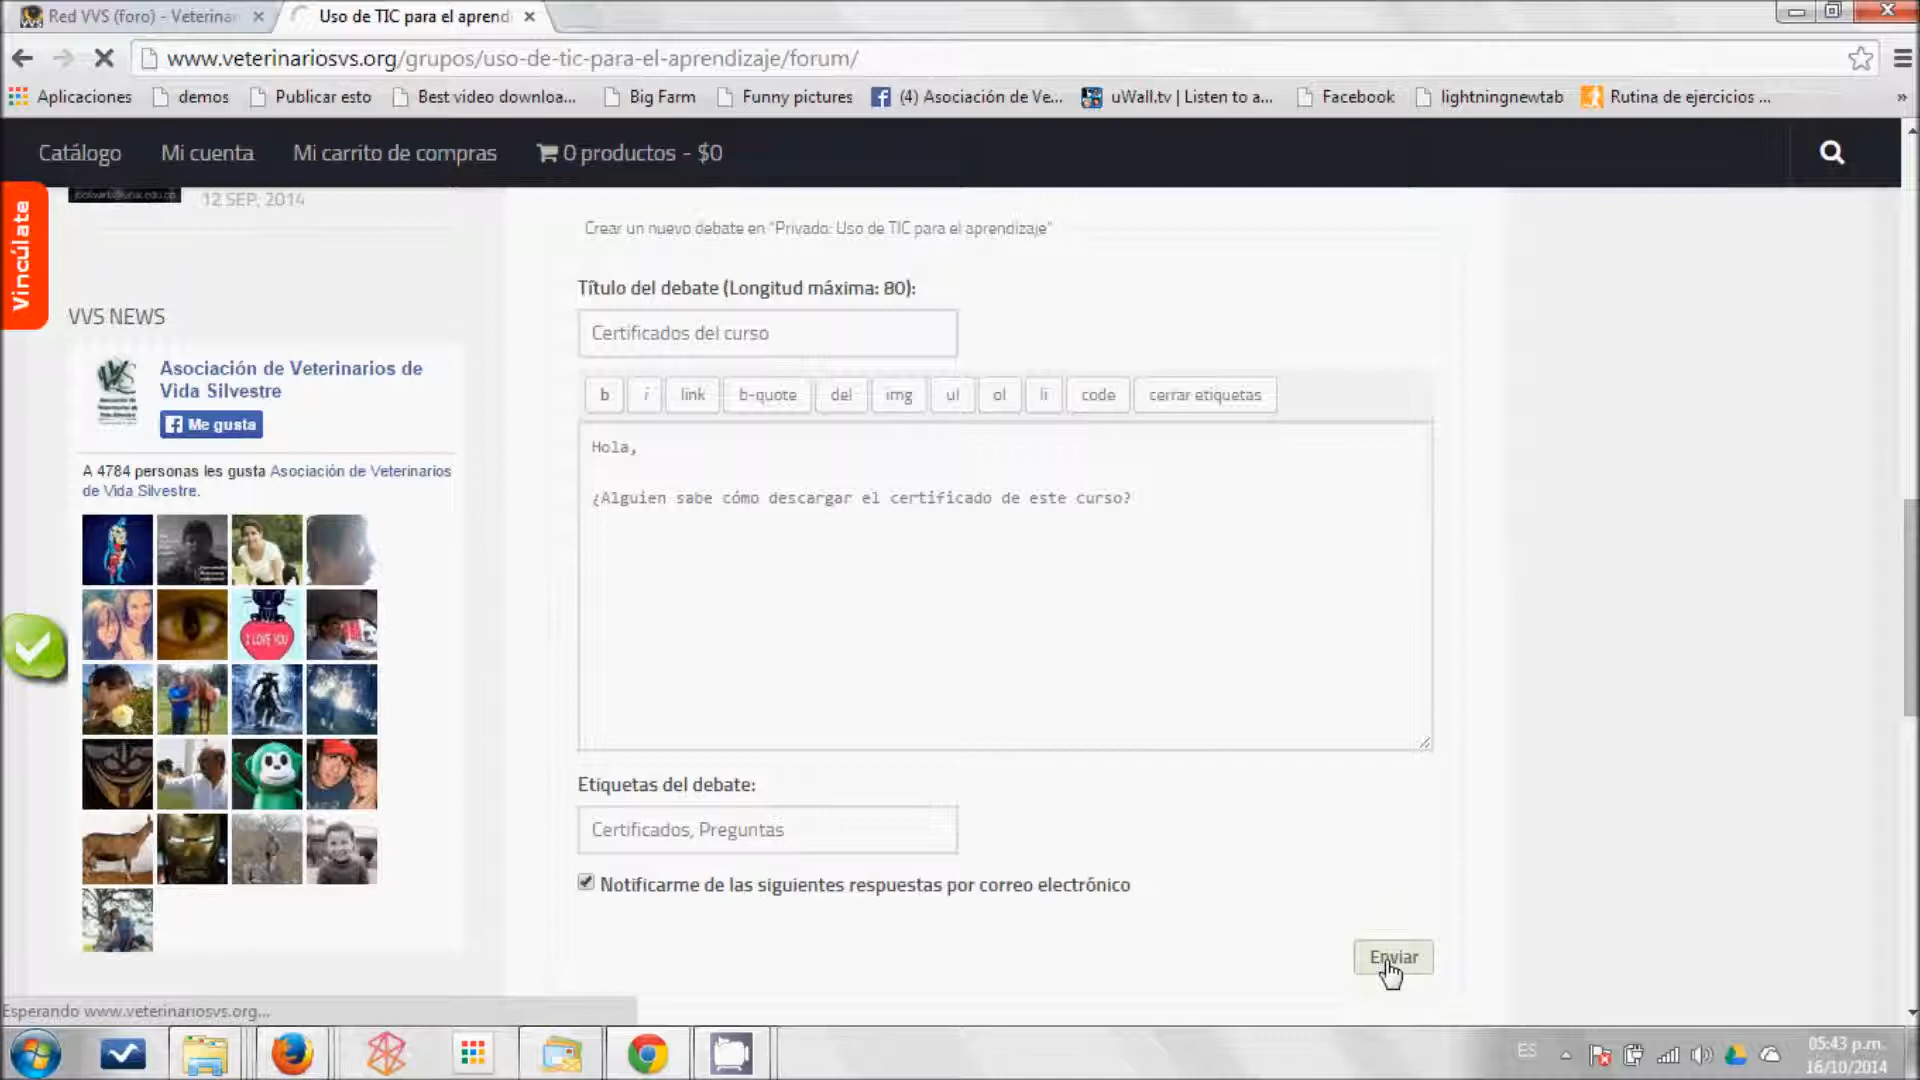 Red VVS (foro) - Veterinar
Uso de TIC para el aprend
www.veterinariosvs.org/grupos/uso-de-tic-para-el-aprendizaje/forum/
Aplicaciones
demos
Publicar esto
Best video downloa...
Big Farm
Funny pictures
(4) Asociación de Ve...
uWall.tv | Listen to a...
Facebook
lightningnewtab
Rutina de ejercicios ...
»
Catálogo
Mi cuenta
Mi carrito de compras
0 productos - $0
Vincúlate
12 SEP, 2014
VVS NEWS
Asociación de Veterinarios de
Vida Silvestre
Me gusta
A 4784 personas les gusta Asociación de Veterinarios
de Vida Silvestre.
I LOVE YOU
Crear un nuevo debate en "Privado: Uso de TIC para el aprendizaje"
Título del debate (Longitud máxima: 80):
Certificados del curso
b
i
link
b-quote
del
img
ul
ol
li
code
cerrar etiquetas
Hola,
¿Alguien sabe cómo descargar el certificado de este curso?
Etiquetas del debate:
Certificados, Preguntas
Notificarme de las siguientes respuestas por correo electrónico
Enviar
Esperando www.veterinariosvs.org...
ES
05:43 p.m.
16/10/2014